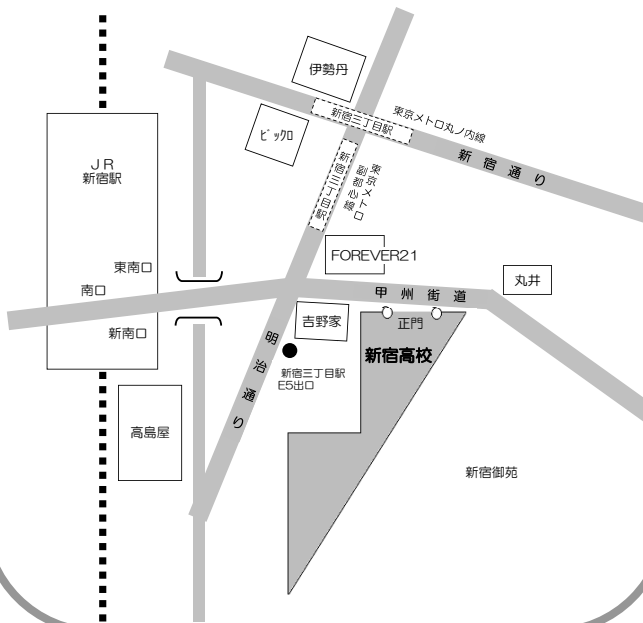 伊勢丹
ビックロ
新宿三丁目駅
東京メトロ丸ノ内線
新宿通り
ＪＲ
新宿駅
新宿三丁目駅
東京メトロ
副都心線
東南口
南口
新南口
FOREVER21
丸井
甲州街道
吉野家
正門
新宿高校
明治通り
新宿三丁目駅
E5出口
高島屋
新宿御苑